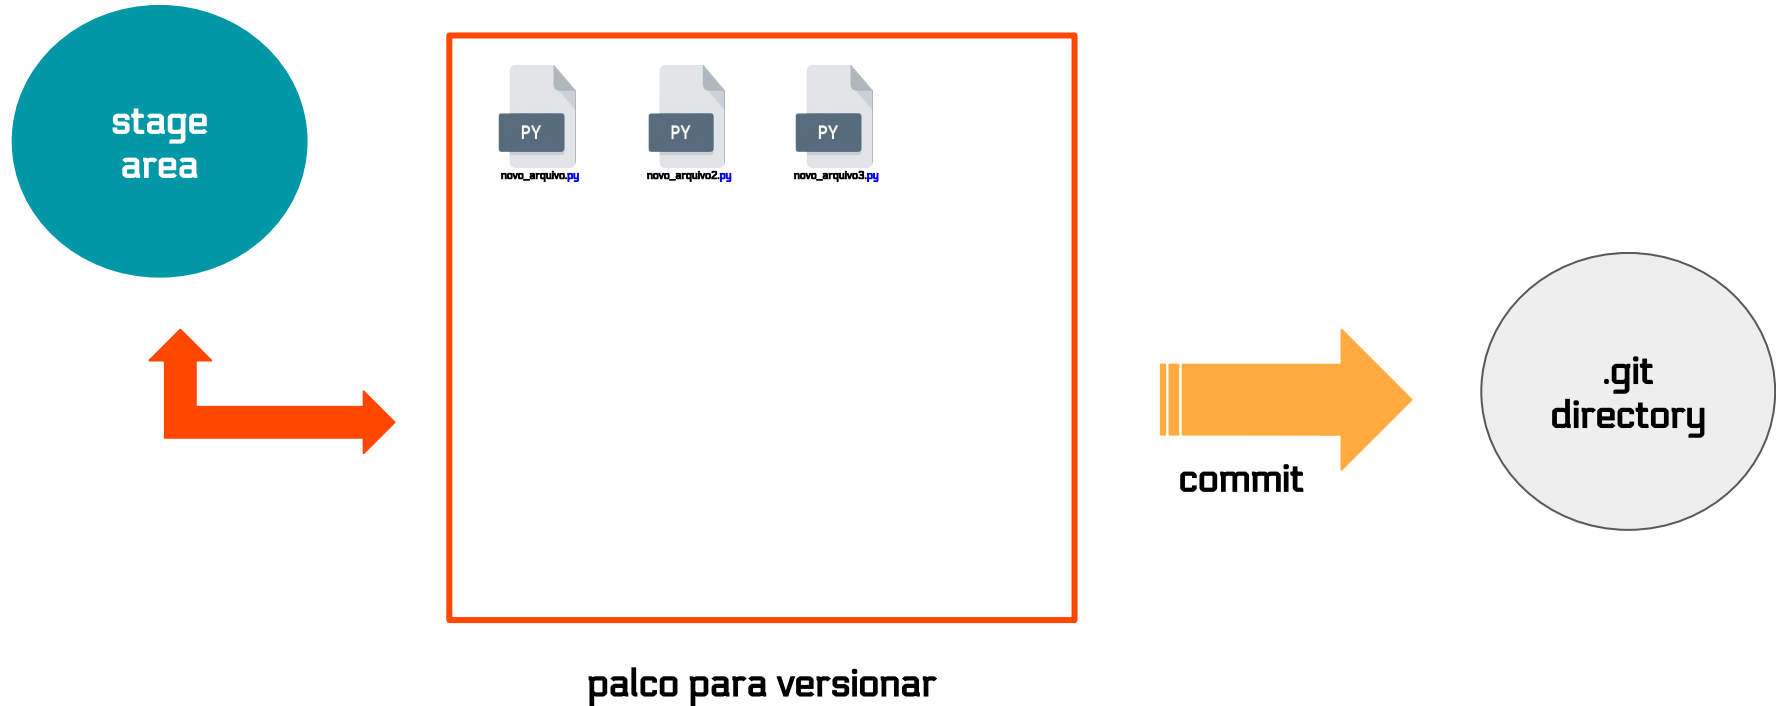 stage
area
PY
PY
PY
novo_arquivo.py
novo_arquivo2.py
novo_arquivo3.py
commit
.git
directory
palco para versionar